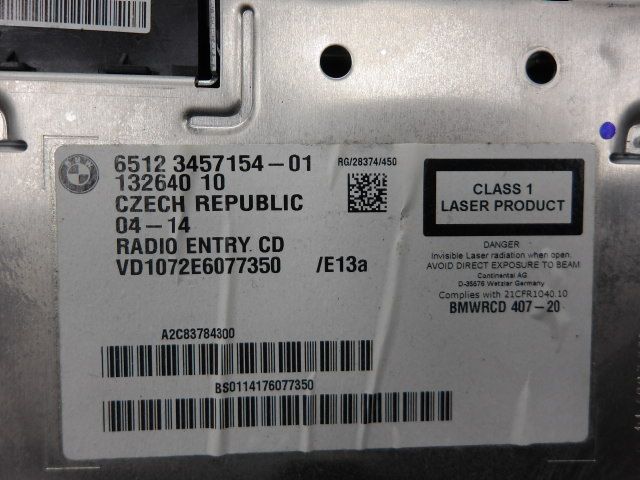 BMW
6512 3457154-01
132640 10
CZECH REPUBLIC
04-14
RADIO ENTRY CD
VD1072E6077350 /E13a
RG/28374/450
CLASS 1
LASER PRODUCT
DANGER
Invisible Laser radiation when open.
AVOID DIRECT EXPOSURE TO BEAM
Continental AG
D-35576 Wetzlar Germany
Complies with 21CFR1040.10
BMWRCD 407-20
A2C83784300
BS0114176077350